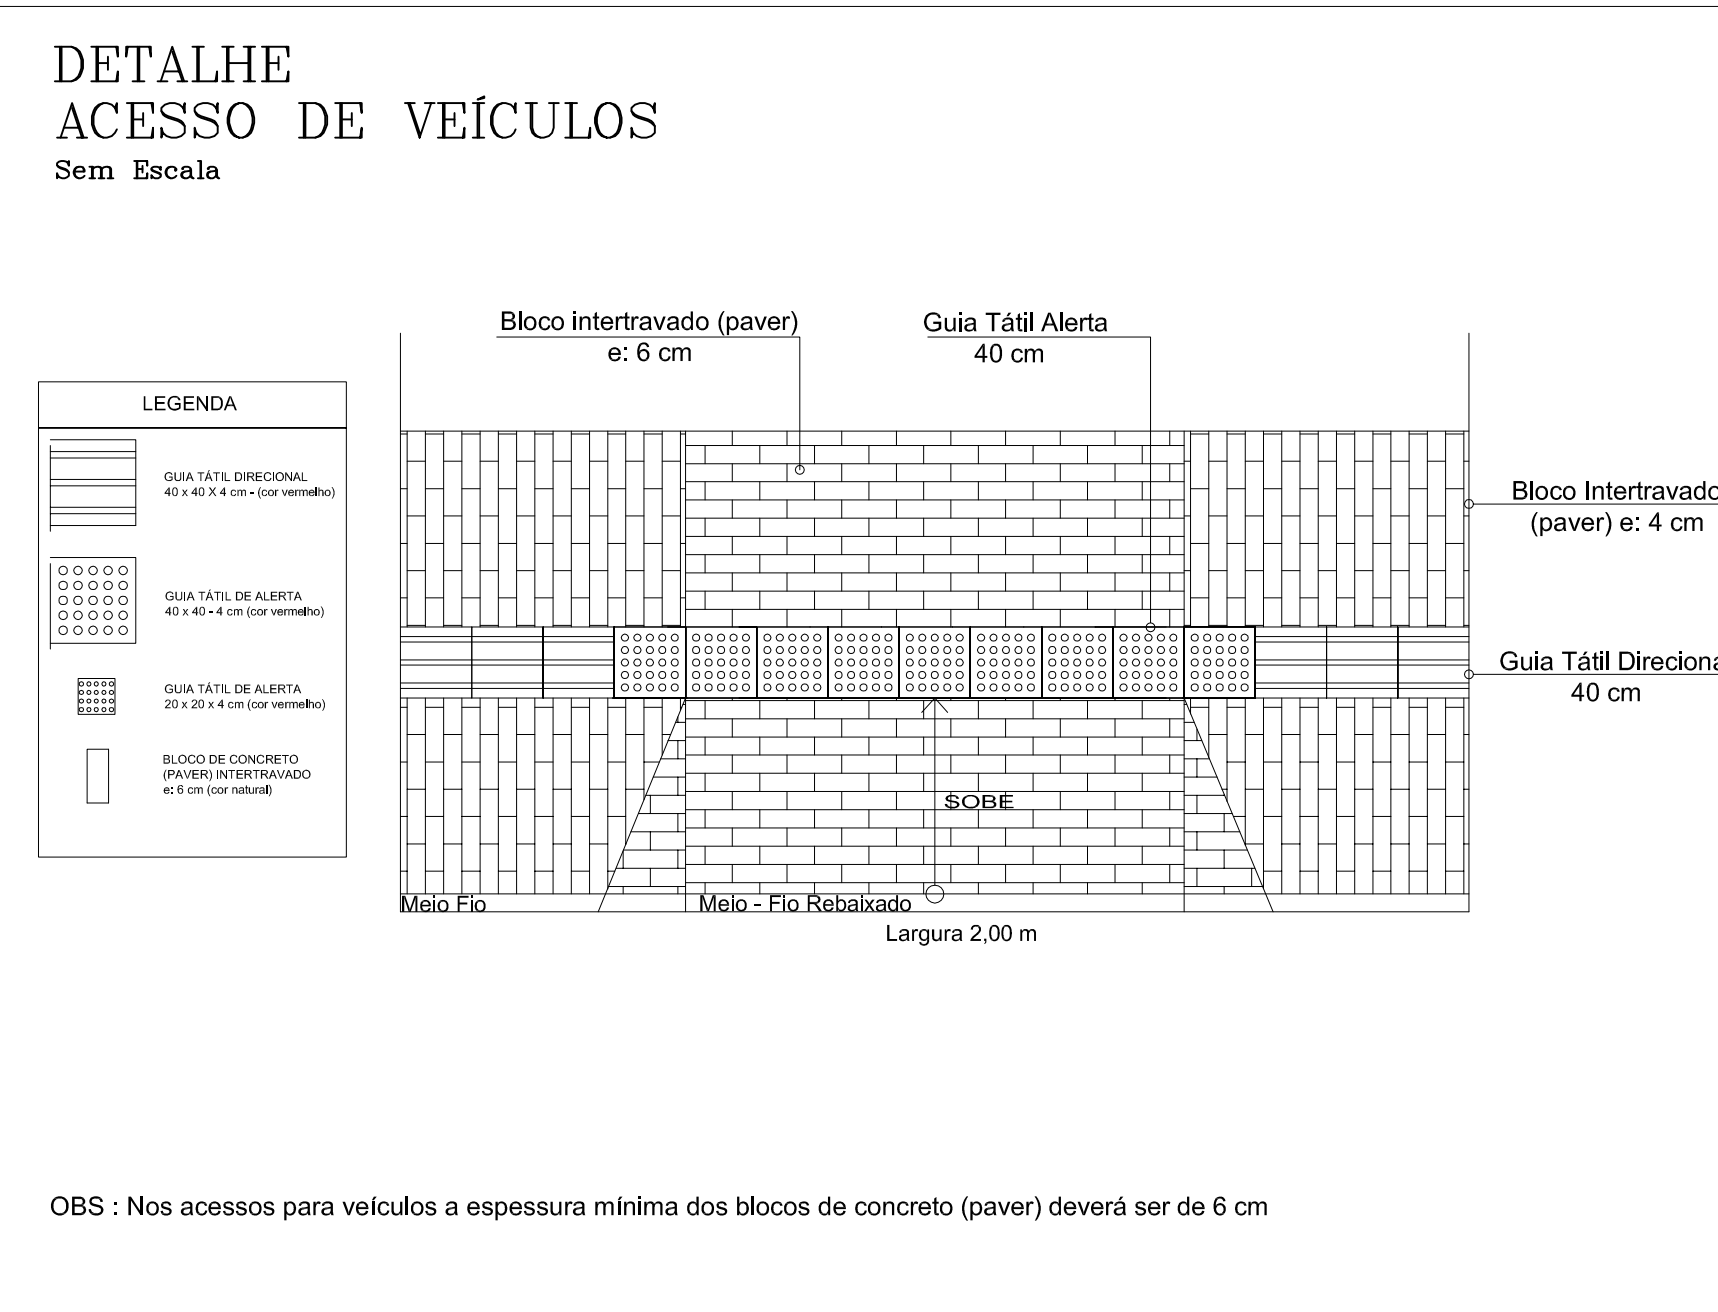 DETALHE
ACESSO DE VEÍCULOS
Sem Escala
Bloco intertravado (paver)
e: 6 cm
Guia Tátil Alerta
40 cm
LEGENDA
GUIA TÁTIL DIRECIONAL
40 x 40 X 4 cm - (cor vermelho)
GUIA TÁTIL DE ALERTA
40 x 40 - 4 cm (cor vermelho)
GUIA TÁTIL DE ALERTA
20 x 20 x 4 cm (cor vermelho)
BLOCO DE CONCRETO
(PAVER) INTERTRAVADO
e: 6 cm (cor natural)
Bloco Intertravado
(paver) e: 4 cm
Guia Tátil Direciona
40 cm
SOBE
Meio Fio
Meio - Fio Rebaixado
Largura 2,00 m
OBS : Nos acessos para veículos a espessura mínima dos blocos de concreto (paver) deverá ser de 6 cm